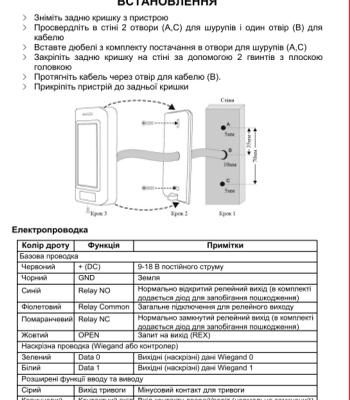 ВСТАНОВЛЕННЯ
> Зніміть задню кришку з пристрою
> Просвердліть в стіні 2 отвори (А,С) для шурупів і один отвір (В) для
кабелю
> Вставте дюбелі з комплекту постачання в отвори для шурупів (А,С)
> Закріпіть задню кришку на стіні за допомогою 2 гвинтів з плоскою
головкою
> Протягніть кабель через отвір для кабелю (В).
> Прикріпіть пристрій до задньої кришки
Стіна
A
5мм
B
10мм
C
5мм
35мм
70мм
Крок 3 Крок 2 Крок 1
Електропроводка
Колір дроту Функція Примітки
Базова проводка
Червоний + (DC) 9-18 В постійного струму
Чорний GND Земля
Синій Relay NO Нормально відкритий релейний вихід (в комплекті
додається діод для запобігання пошкодження)
Фіолетовий Relay Common Загальне підключення для релейного виходу
Помаранчевий Relay NC Нормально замкнутий релейний вихід (в комплекті
додається діод для запобігання пошкодження)
Жовтий OPEN Запит на вихід (REX)
Наскрізна проводка (Wiegand або контролер)
Зелений Data 0 Вихідні (наскрізні) дані Wiegand 0
Білий Data 1 Вихідні (наскрізні) дані Wiegand 1
Розширені функції вводу та виводу
Сірий Вихід тривоги Мінусовий контакт для тривоги